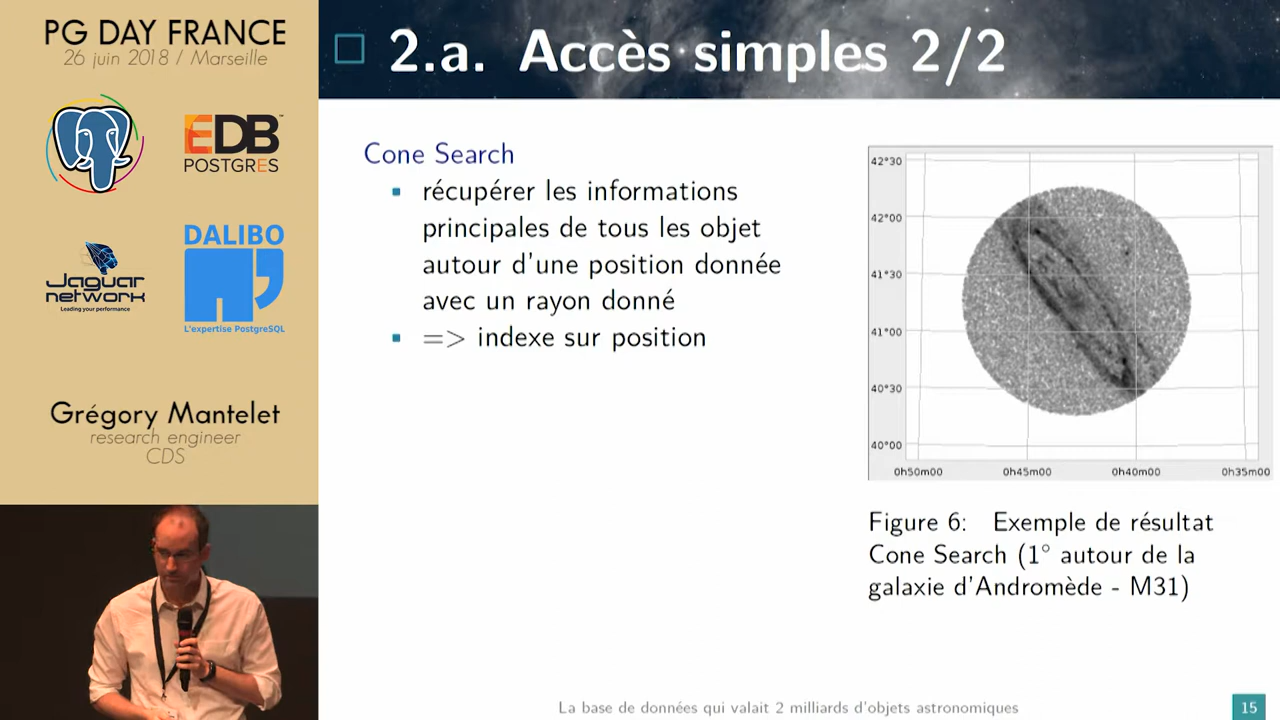 PG DAY FRANCE
26 juin 2018 / Marseille
EDB
POSTGRES
Jaguar
network
Leading your performance
DALIBO
L'expertise PostgreSQL
Grégory Mantelet
research engineer
CDS
2.a. Accès simples 2/2
Cone Search
récupérer les informations
principales de tous les objet
autour d'une position donnée
avec un rayon donné
=> indexe sur position
42°30
42°00
41°30
41°00
40°30
40°00
0h50m00 0h45m00 0h40m00 0h35m00
Figure 6: Exemple de résultat
Cone Search (1° autour de la
galaxie d'Andromède - M31)
La base de données qui valait 2 milliards d'objets astronomiques
15